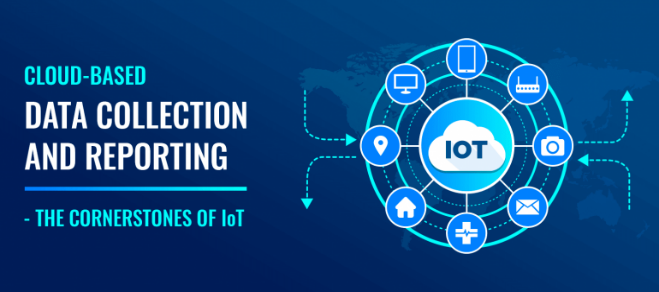 CLOUD-BASED
DATA COLLECTION
AND REPORTING
- THE CORNERSTONES OF IoT
IOT